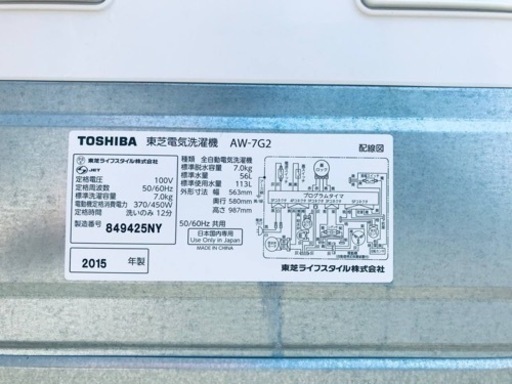 TOSHIBA 東芝電気洗濯機 AW-7G2 配線図
東芝ライフスタイル株式会社
JET
定格電圧 100V
定格周波数 50/60Hz
標準洗濯容量 7.0kg
電動機定格消費電力 370/450W
定格時間 洗いのみ 12分
製造番号 849425NY
2015 年製
種類 全自動電気洗濯機
標準脱水容量 7.0kg
標準水量 56L
標準使用水量 113L
外形寸法 幅 563mm
奥行 580mm
高さ 987mm
50/60Hz 共用
日本国内専用
Use Only in Japan
MADE IN CHINA
プログラムタイマ
東芝ライフスタイル株式会社